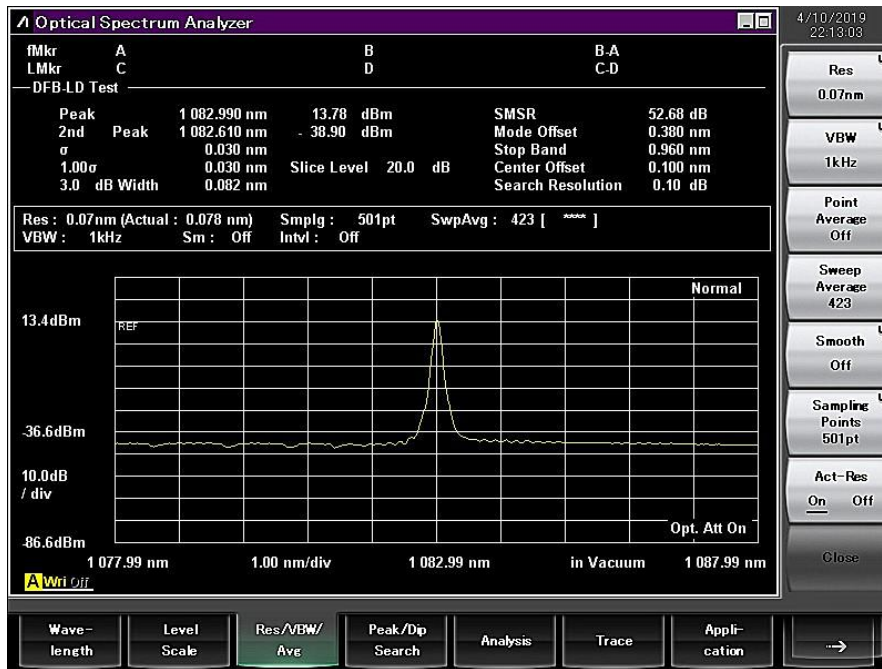 Optical Spectrum Analyzer
4/10/2019
22:13:03
fMkr A B B-A
LMkr C D C-D
DFB-LD Test
Peak 1 082.990 nm 13.78 dBm SMSR 52.68 dB
2nd Peak 1 082.610 nm - 38.90 dBm Mode Offset 0.380 nm
σ 0.030 nm Stop Band 0.960 nm
1.00σ 0.030 nm Slice Level 20.0 dB Center Offset 0.100 nm
3.0 dB Width 0.082 nm Search Resolution 0.10 dB
Res : 0.07nm (Actual : 0.078 nm) Smplg : 501pt SwpAvg : 423 [ **** ]
VBW : 1kHz Sm : Off Intvl : Off
Normal
13.4dBm
REF
-36.6dBm
10.0dB
/ div
Opt. Att On
-86.6dBm
1 077.99 nm 1.00 nm/div 1 082.99 nm in Vacuum 1 087.99 nm
A Wri Off
Res
0.07nm
VBW
1kHz
Point
Average
Off
Sweep
Average
423
Smooth
Off
Sampling
Points
501pt
Act-Res
On Off
Close
Wave-
length
Level
Scale
Res/VBW/
Avg
Peak/Dip
Search
Analysis
Trace
Appli-
cation
→